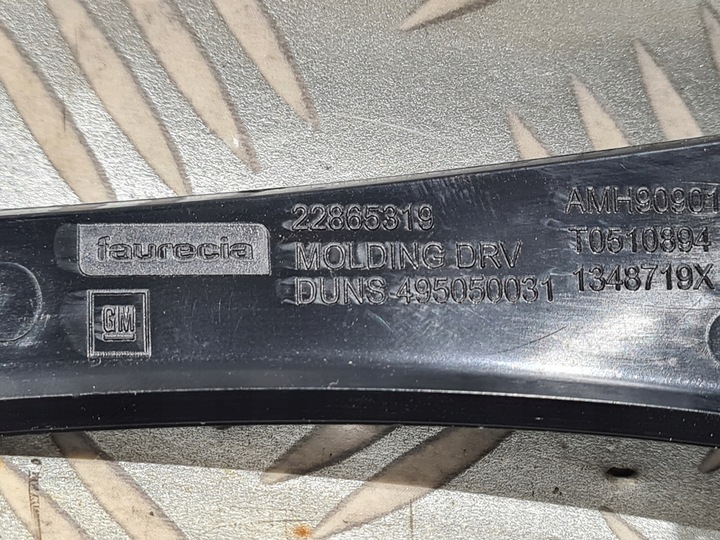 faurecia
GM
22865319
MOLDING DRV
DUNS 495050031
AMH90901
T0510894
1348719X